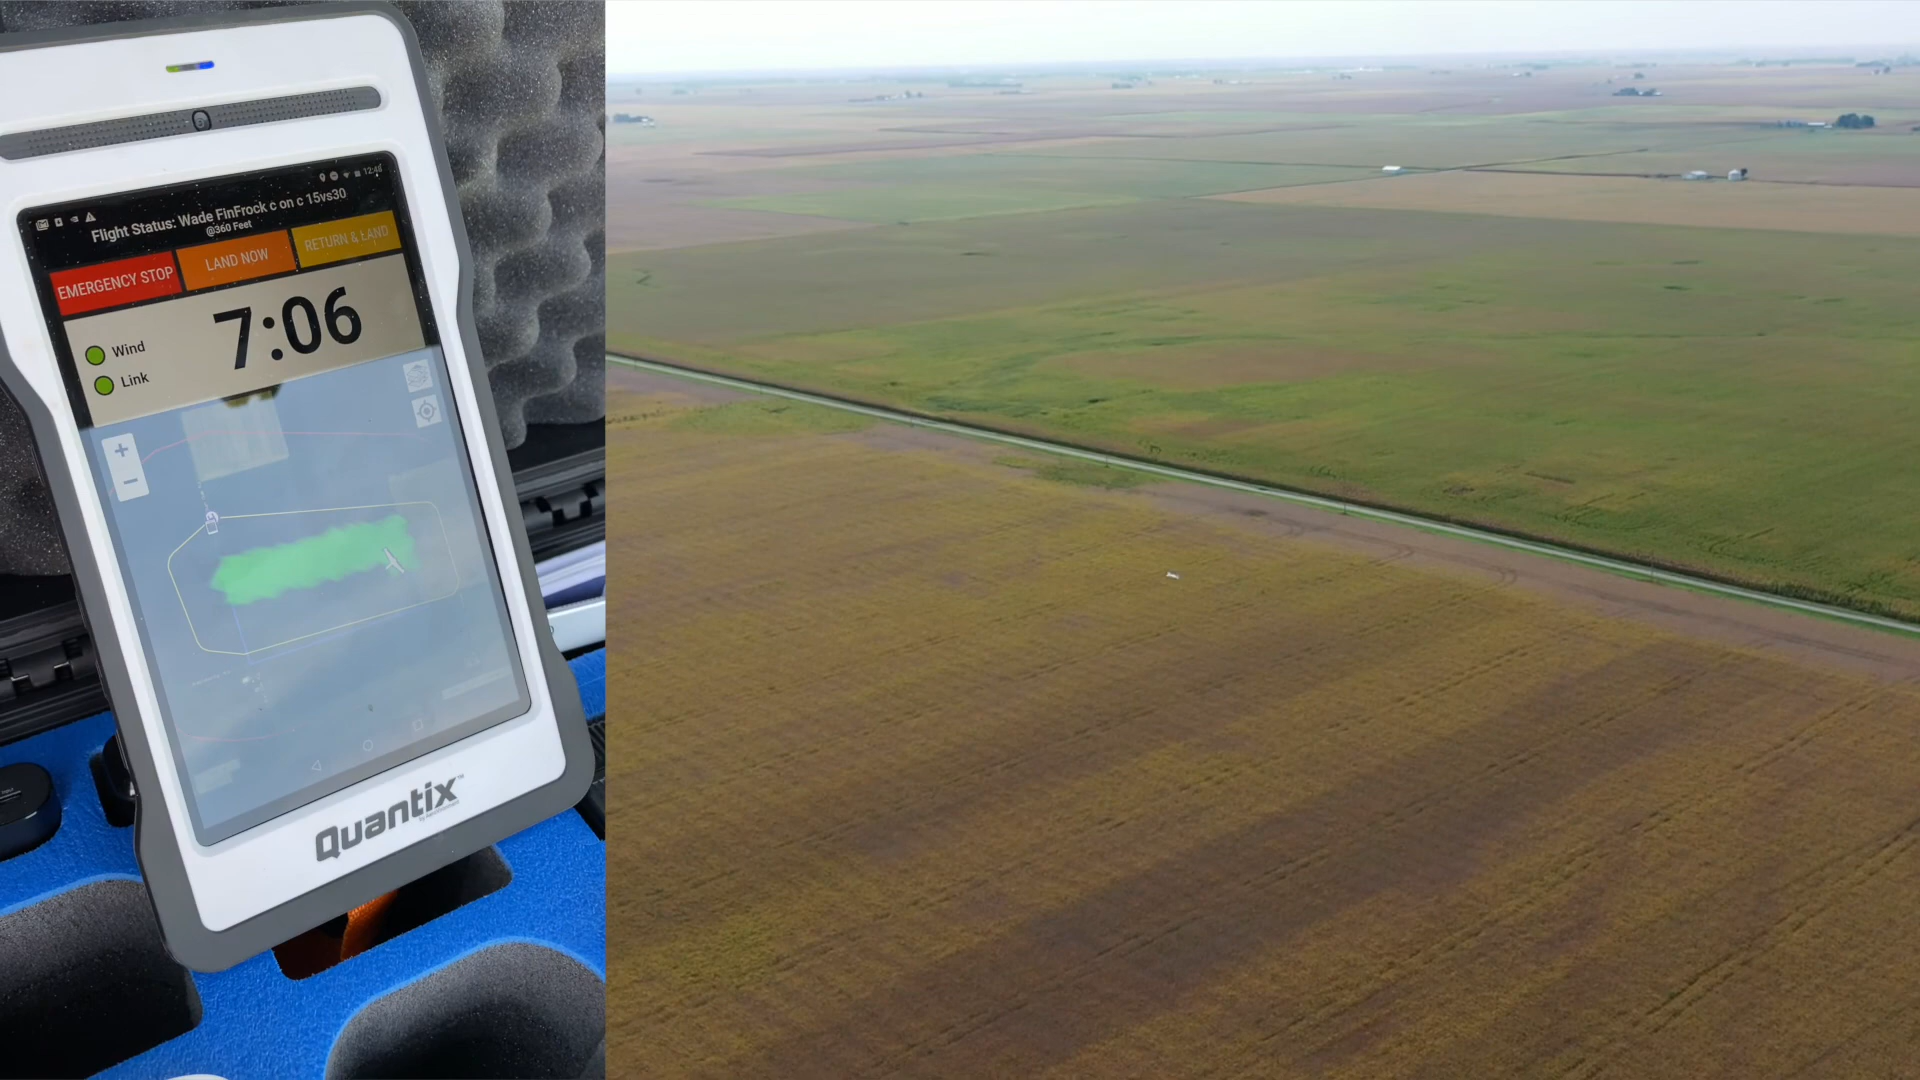 12:48
Flight Status: Wade FinFrock c on c 15vs30
@360 Feet
EMERGENCY STOP
LAND NOW
RETURN & LAND
7:06
Wind
Link
+
−
Quantix™